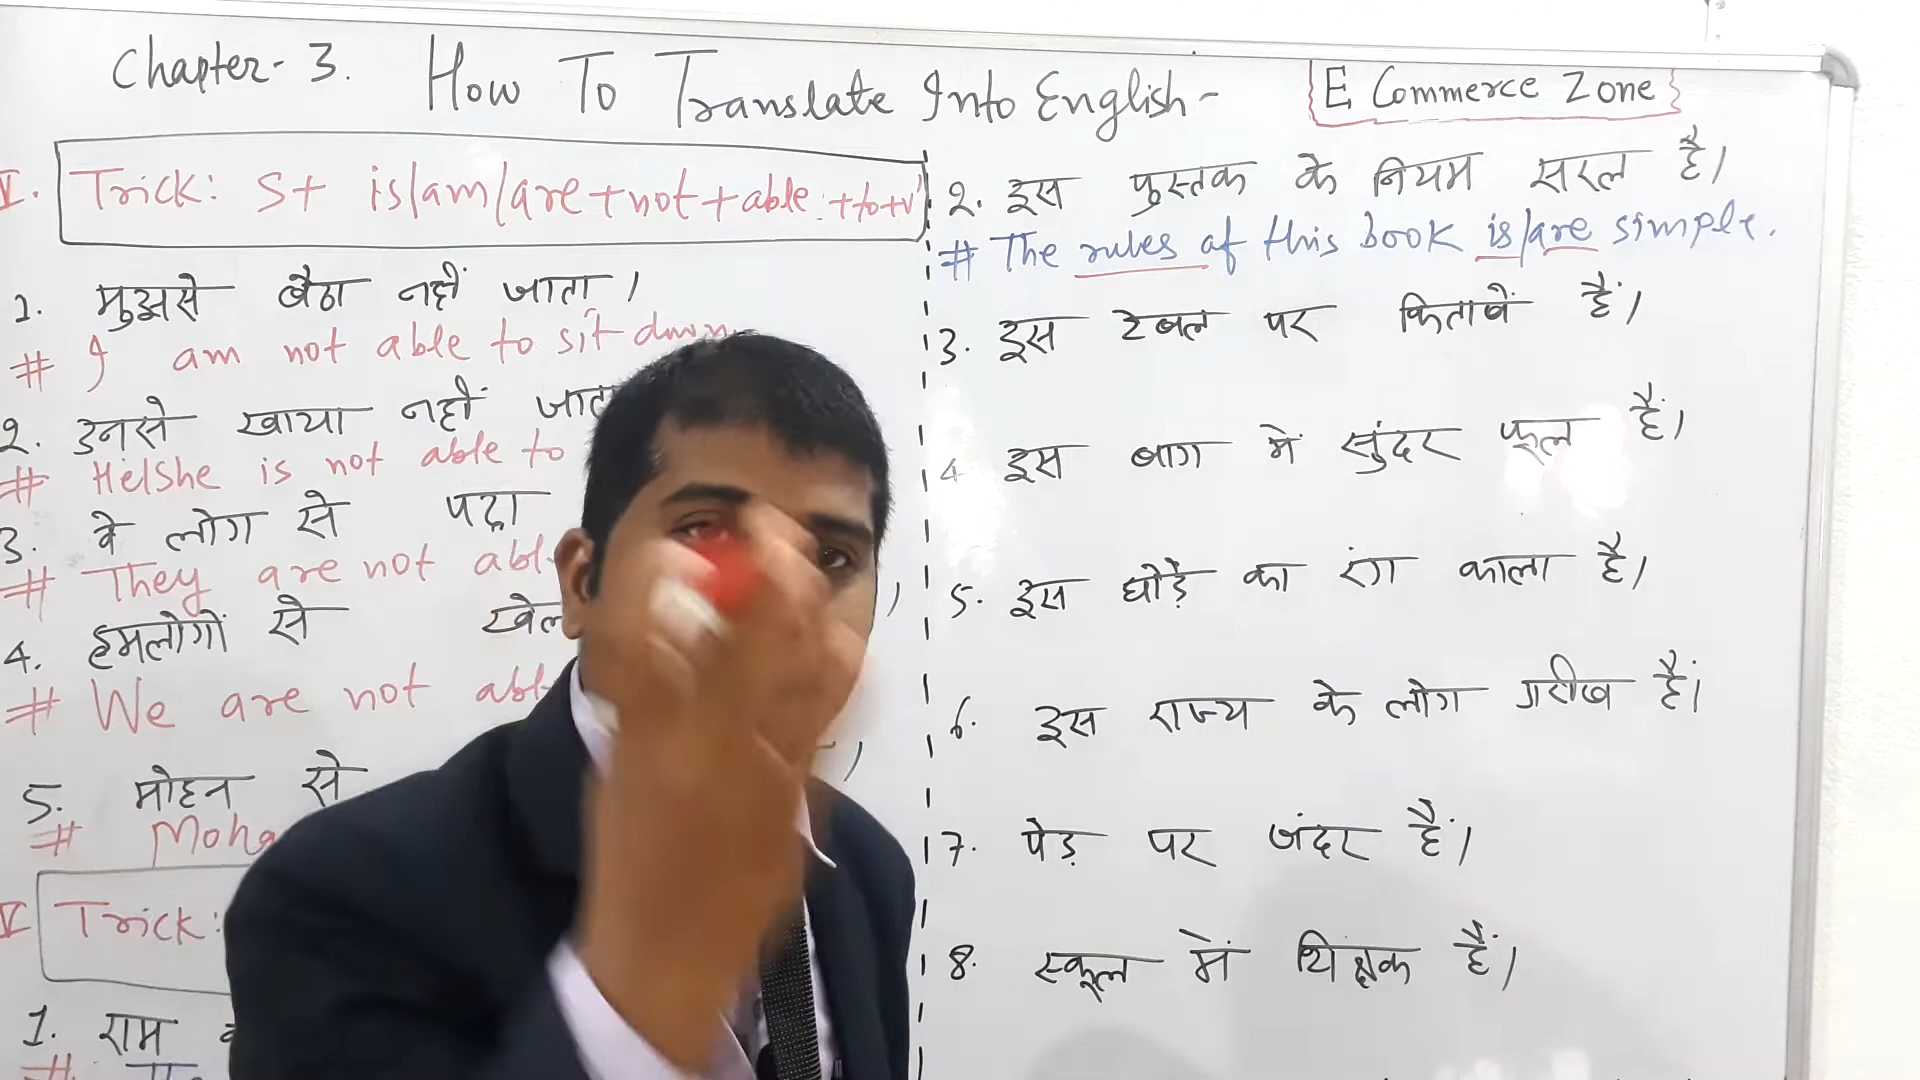 Chapter- 3. How To Translate Into English-
E Commerce Zone
Trick: S+ is/am/are+not+able+to+v'
1. मुझसे बैठा नहीं जाता।
# I am not able to sit down
2. उनसे खाया नहीं
# He/She is not able to
3. वे लोग से पढ़ा
# They are not
4. हमलोगों से
# We are not
5. मोहन से
#
Trick:
1. राम
#
2. इस पुस्तक के नियम सरल है।
# The rules of this book is/are simple.
3. इस टेबल पर किताबें हैं।
4. इस बाग में सुंदर फूल हैं।
5. इस घोड़े का रंग काला है।
6. इस राज्य के लोग गरीब हैं।
7. पेड़ पर बंदर हैं।
8. स्कूल में शिक्षक हैं।